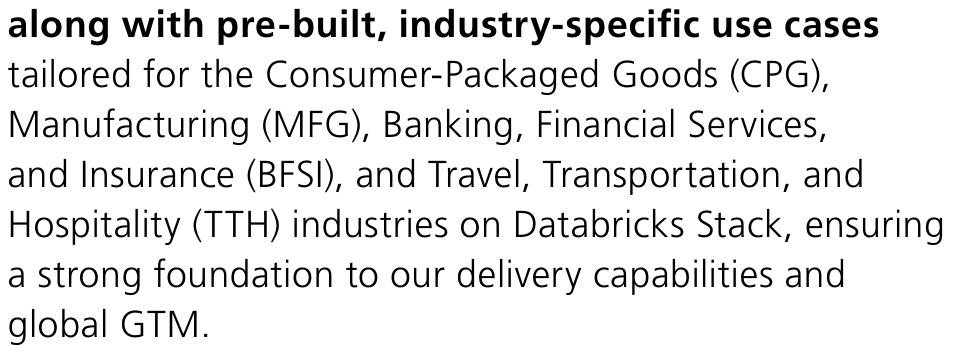 along with pre-built, industry-specific use cases
tailored for the Consumer-Packaged Goods (CPG),
Manufacturing (MFG), Banking, Financial Services,
and Insurance (BFSI), and Travel, Transportation, and
Hospitality (TTH) industries on Databricks Stack, ensuring
a strong foundation to our delivery capabilities and
global GTM.